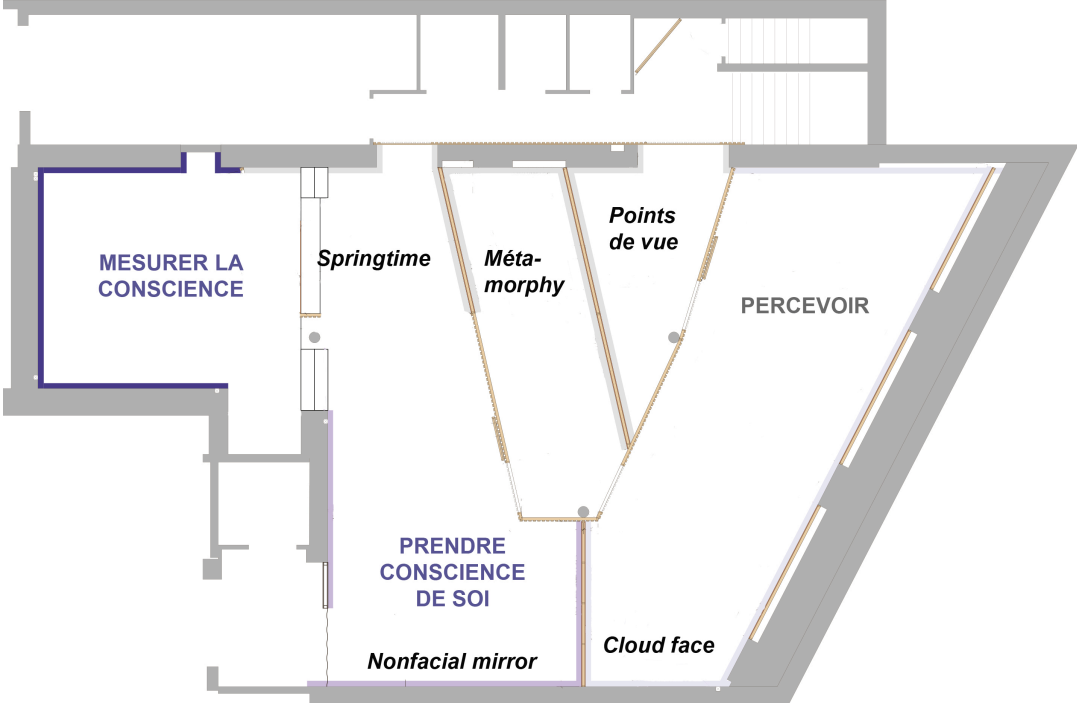 Points
de vue
MESURER LA
CONSCIENCE
Springtime
Méta-
morphy
PERCEVOIR
PRENDRE
CONSCIENCE
DE SOI
Nonfacial mirror
Cloud face